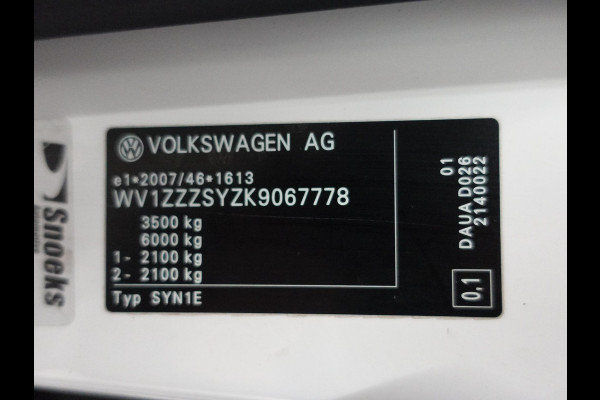 VOLKSWAGEN AG
e1*2007/46*1613
WV1ZZZSYZK9067778
3500 kg
6000 kg
1- 2100 kg
2- 2100 kg
Typ SYN1E
01
DAUA D026
2140022
0,1
Snoeks